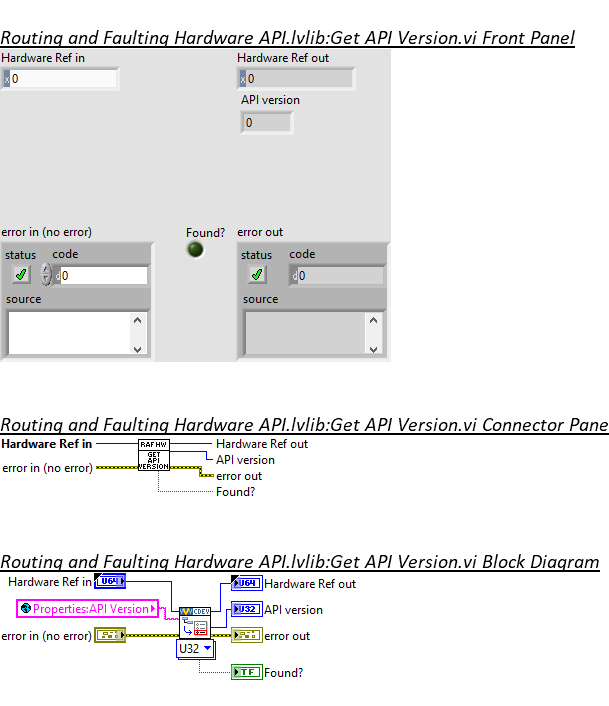 Routing and Faulting Hardware API.lvlib:Get API Version.vi Front Panel
Hardware Ref in
Hardware Ref out
x 0
x 0
API version
0
error in (no error)
Found?
error out
status
code
status
code
d 0
d 0
source
source
Routing and Faulting Hardware API.lvlib:Get API Version.vi Connector Pane
Hardware Ref in
RAF HW
Hardware Ref out
GET
API
VERSION
API version
error in (no error)
error out
Found?
Routing and Faulting Hardware API.lvlib:Get API Version.vi Block Diagram
Hardware Ref in
U64
U64
Hardware Ref out
Properties:API Version
CDEV
U32
API version
error in (no error)
error out
U32
TF
Found?